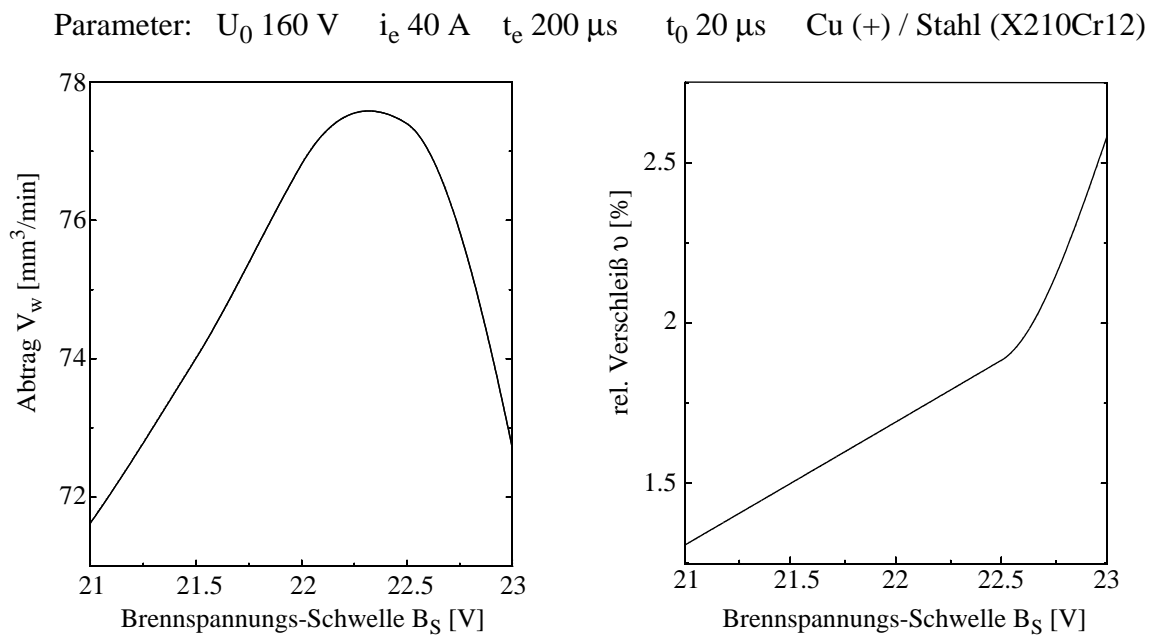 Parameter: U0 160 V ie 40 A te 200 µs t0 20 µs Cu (+) / Stahl (X210Cr12)
78
76
74
72
Abtrag Vw [mm³/min]
21 21.5 22 22.5 23
Brennspannungs-Schwelle BS [V]
2.5
2
1.5
rel. Verschleiß υ [%]
21 21.5 22 22.5 23
Brennspannungs-Schwelle BS [V]